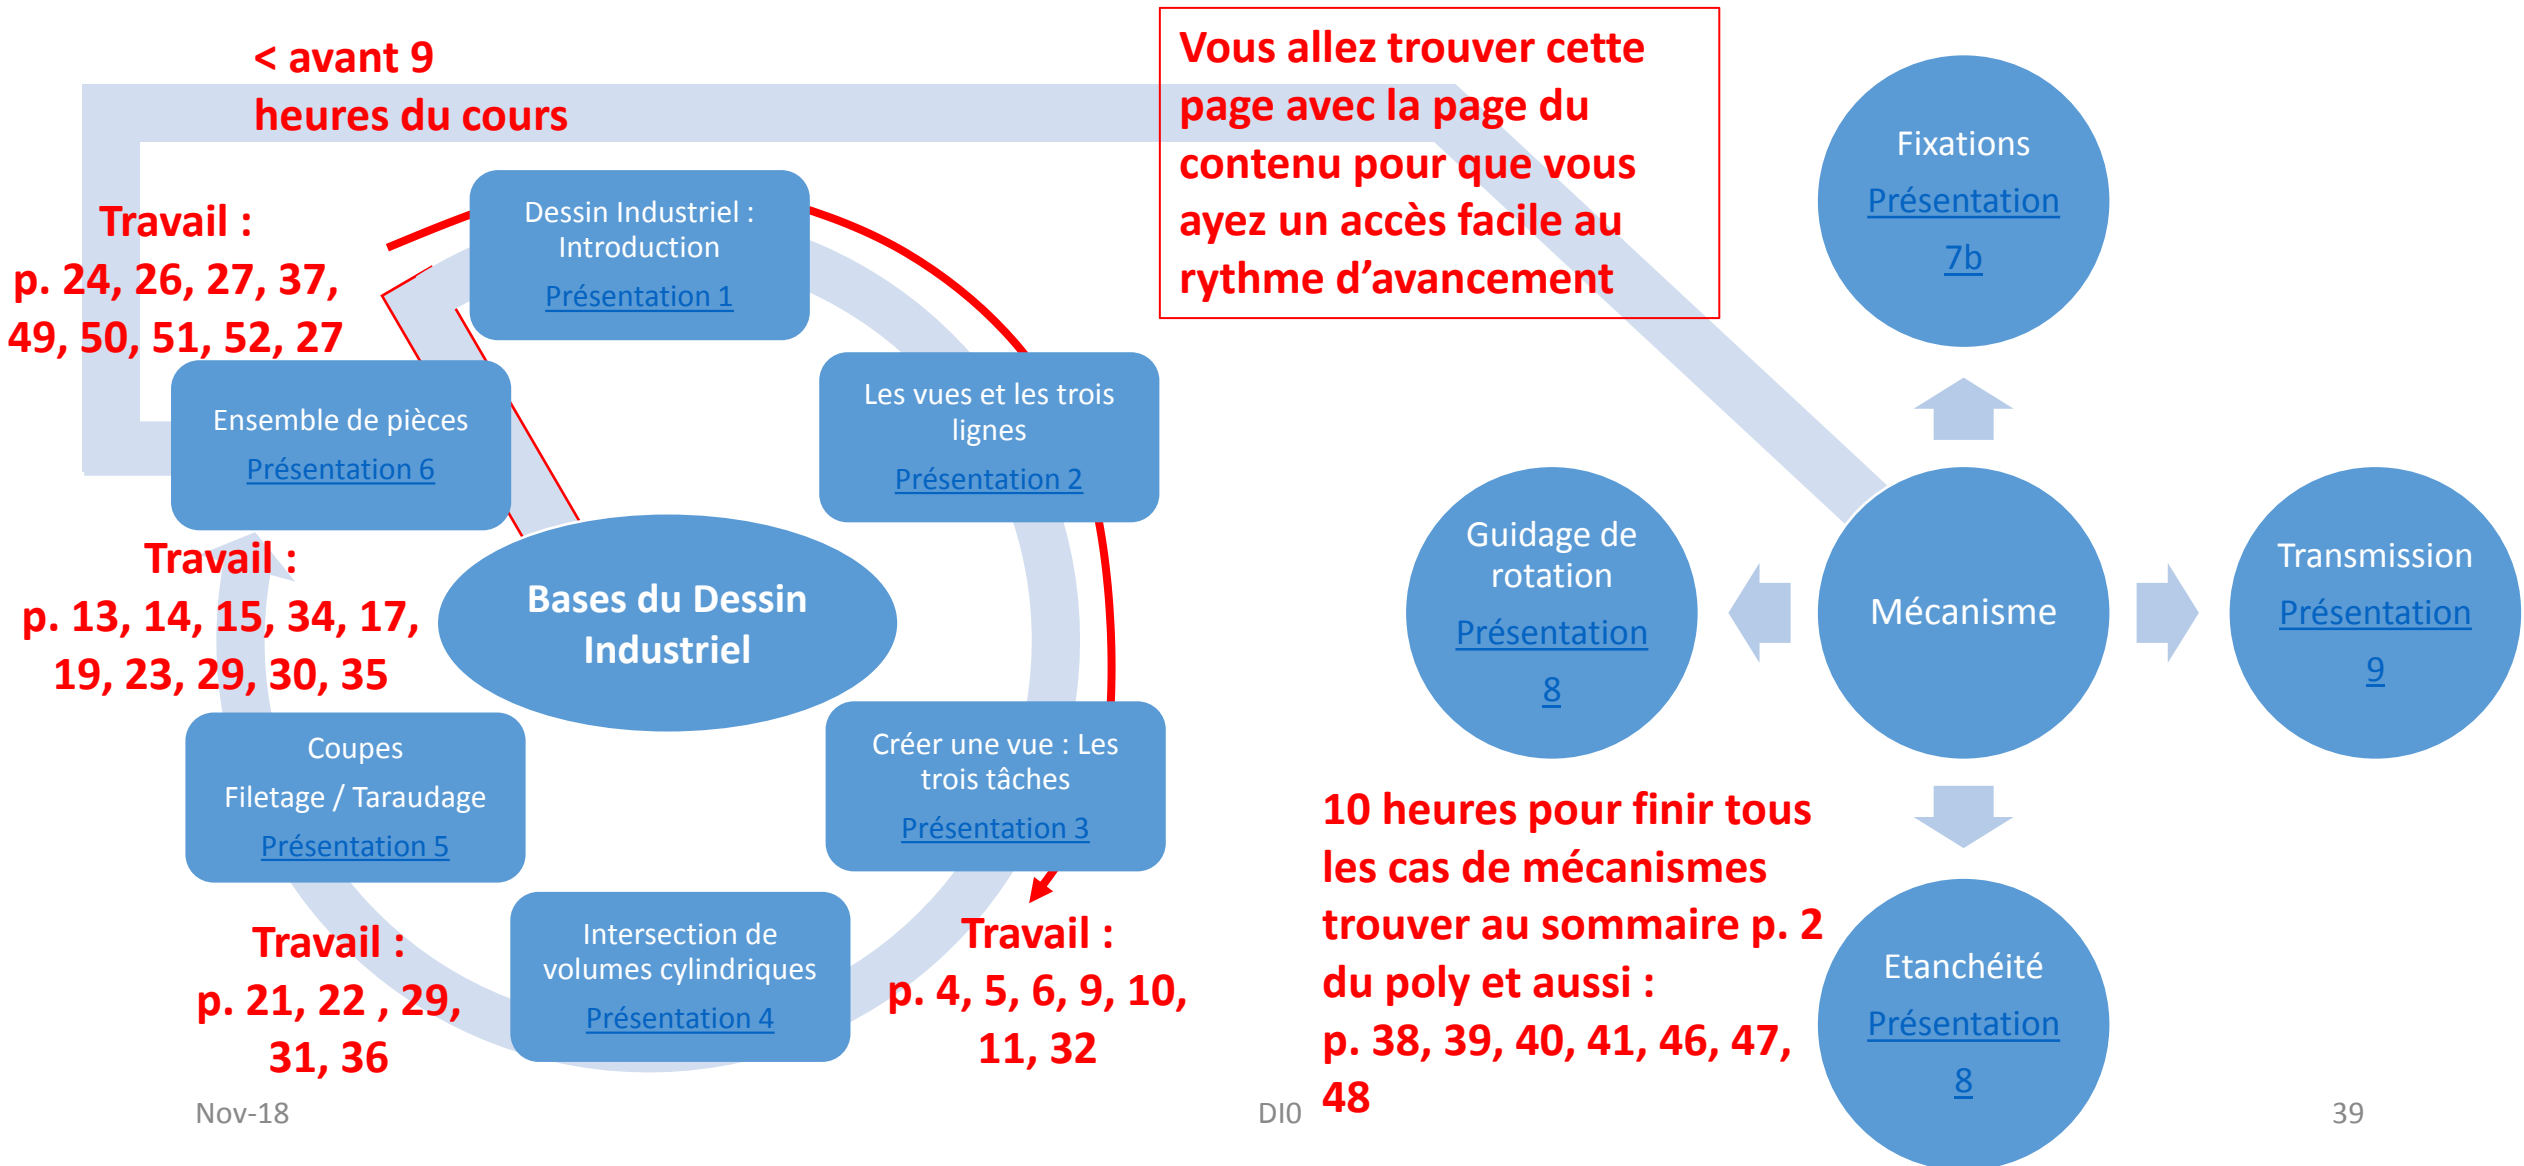 < avant 9
heures du cours
Vous allez trouver cette
page avec la page du
contenu pour que vous
ayez un accès facile au
rythme d’avancement
Travail :
p. 24, 26, 27, 37,
49, 50, 51, 52, 27
Dessin Industriel :
Introduction
Présentation 1
Les vues et les trois
lignes
Présentation 2
Ensemble de pièces
Présentation 6
Travail :
p. 13, 14, 15, 34, 17,
19, 23, 29, 30, 35
Bases du Dessin
Industriel
Créer une vue : Les
trois tâches
Présentation 3
Coupes
Filetage / Taraudage
Présentation 5
Travail :
p. 21, 22 , 29,
31, 36
Intersection de
volumes cylindriques
Présentation 4
Travail :
p. 4, 5, 6, 9, 10,
11, 32
Fixations
Présentation
7b
Guidage de
rotation
Présentation
8
Mécanisme
Transmission
Présentation
9
10 heures pour finir tous
les cas de mécanismes
trouver au sommaire p. 2
du poly et aussi :
p. 38, 39, 40, 41, 46, 47,
48
Etanchéité
Présentation
8
Nov-18
DI0
39